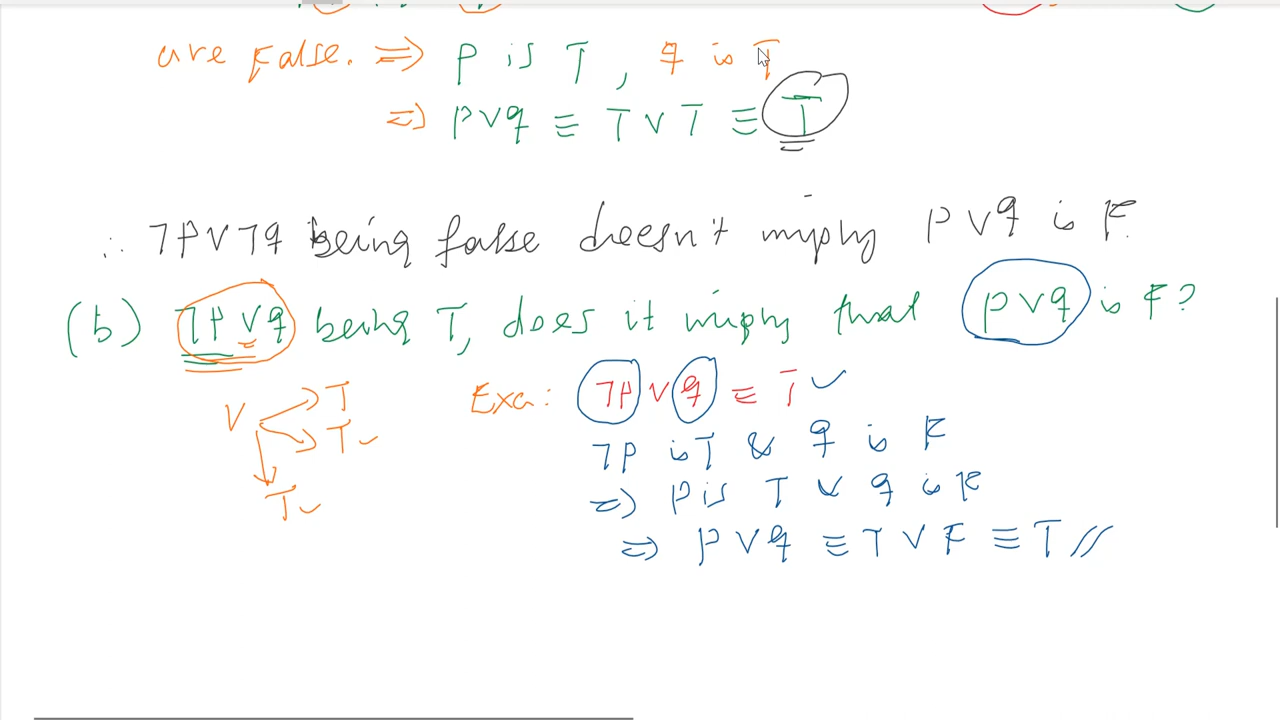 are False. ⇒ P is T, q is T
⇒ p∨q ≡ T∨T ≡ T
∴ ¬P∨¬q being false doesn't imply P∨q is F.
(b) ¬P∨q being T, does it imply that p∨q is F?
∨ T T T
Exa: ¬P ∨ q ≡ T ✓
¬P is T & q is F
⇒ P is T & q is F
⇒ P∨q ≡ T∨F ≡ T //